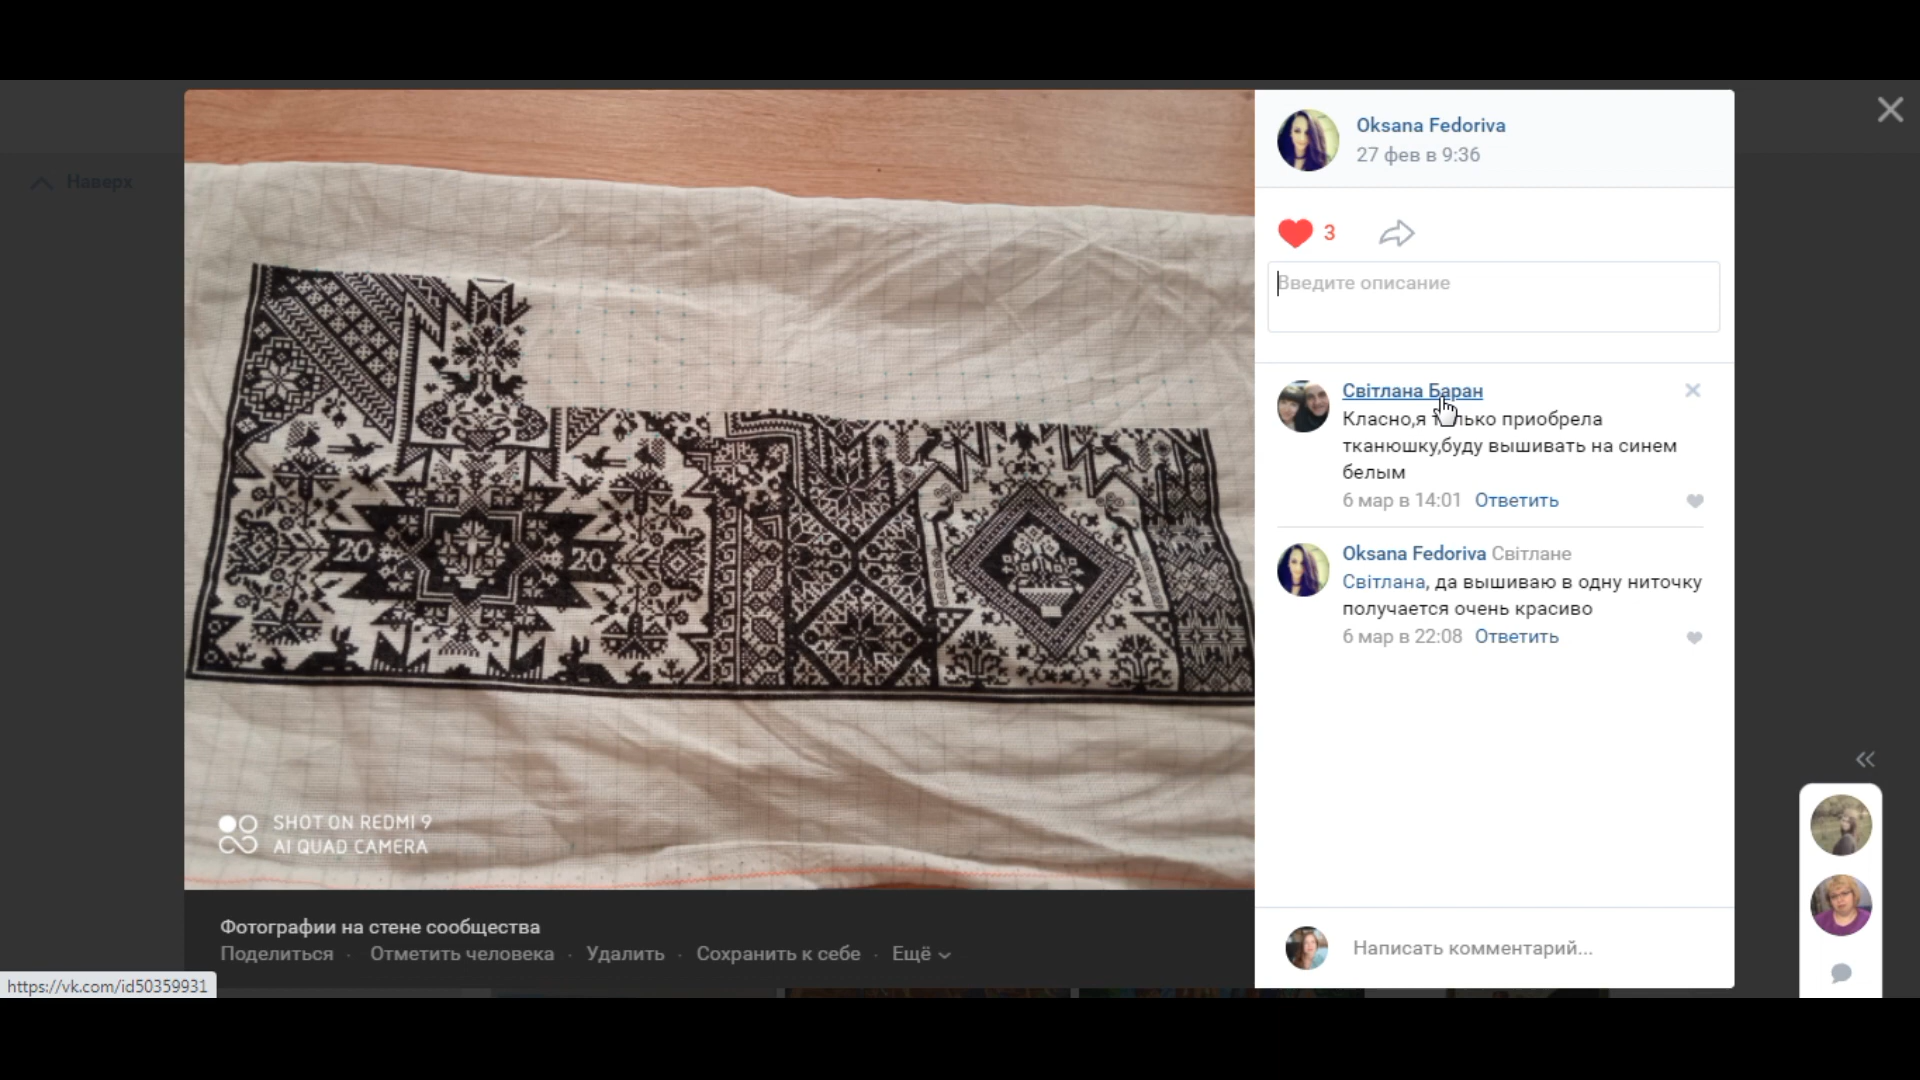 Наверх
20
20
SHOT ON REDMI 9
AI QUAD CAMERA
Фотографии на стене сообщества
Поделиться · Отметить человека · Удалить · Сохранить к себе · Ещё
https://vk.com/id50359931
Oksana Fedoriva
27 фев в 9:36
3
Введите описание
Світлана Баран
Класно,я только приобрела
тканюшку,буду вышивать на синем
белым
6 мар в 14:01 Ответить
Oksana Fedoriva Світлане
Світлана, да вышиваю в одну ниточку
получается очень красиво
6 мар в 22:08 Ответить
Написать комментарий...